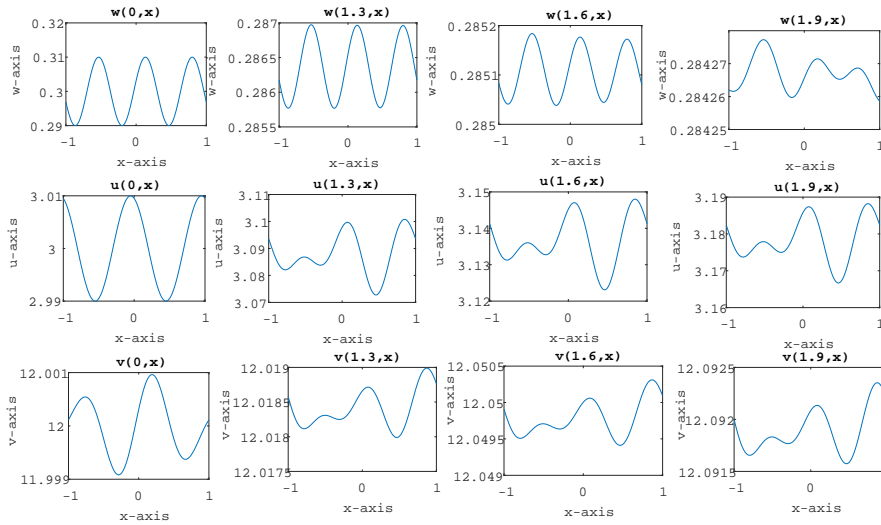 w(0,x)
w(1.3,x)
w(1.6,x)
w(1.9,x)
w-axis
0.32
0.31
0.3
0.29
-1 0 1
x-axis
w-axis
0.287
0.2865
0.286
0.2855
-1 0 1
x-axis
w-axis
0.2852
0.2851
0.285
-1 0 1
x-axis
w-axis
0.28427
0.28426
0.28425
-1 0 1
x-axis
u(0,x)
u(1.3,x)
u(1.6,x)
u(1.9,x)
u-axis
3.01
3
2.99
-1 0 1
x-axis
u-axis
3.11
3.1
3.09
3.08
3.07
-1 0 1
x-axis
u-axis
3.15
3.14
3.13
3.12
-1 0 1
x-axis
u-axis
3.19
3.18
3.17
3.16
-1 0 1
x-axis
v(0,x)
v(1.3,x)
v(1.6,x)
v(1.9,x)
v-axis
12.001
12
11.999
-1 0 1
x-axis
v-axis
12.019
12.0185
12.018
12.0175
-1 0 1
x-axis
v-axis
12.0505
12.05
12.0495
12.049
-1 0 1
x-axis
v-axis
12.0925
12.092
12.0915
-1 0
x-axis